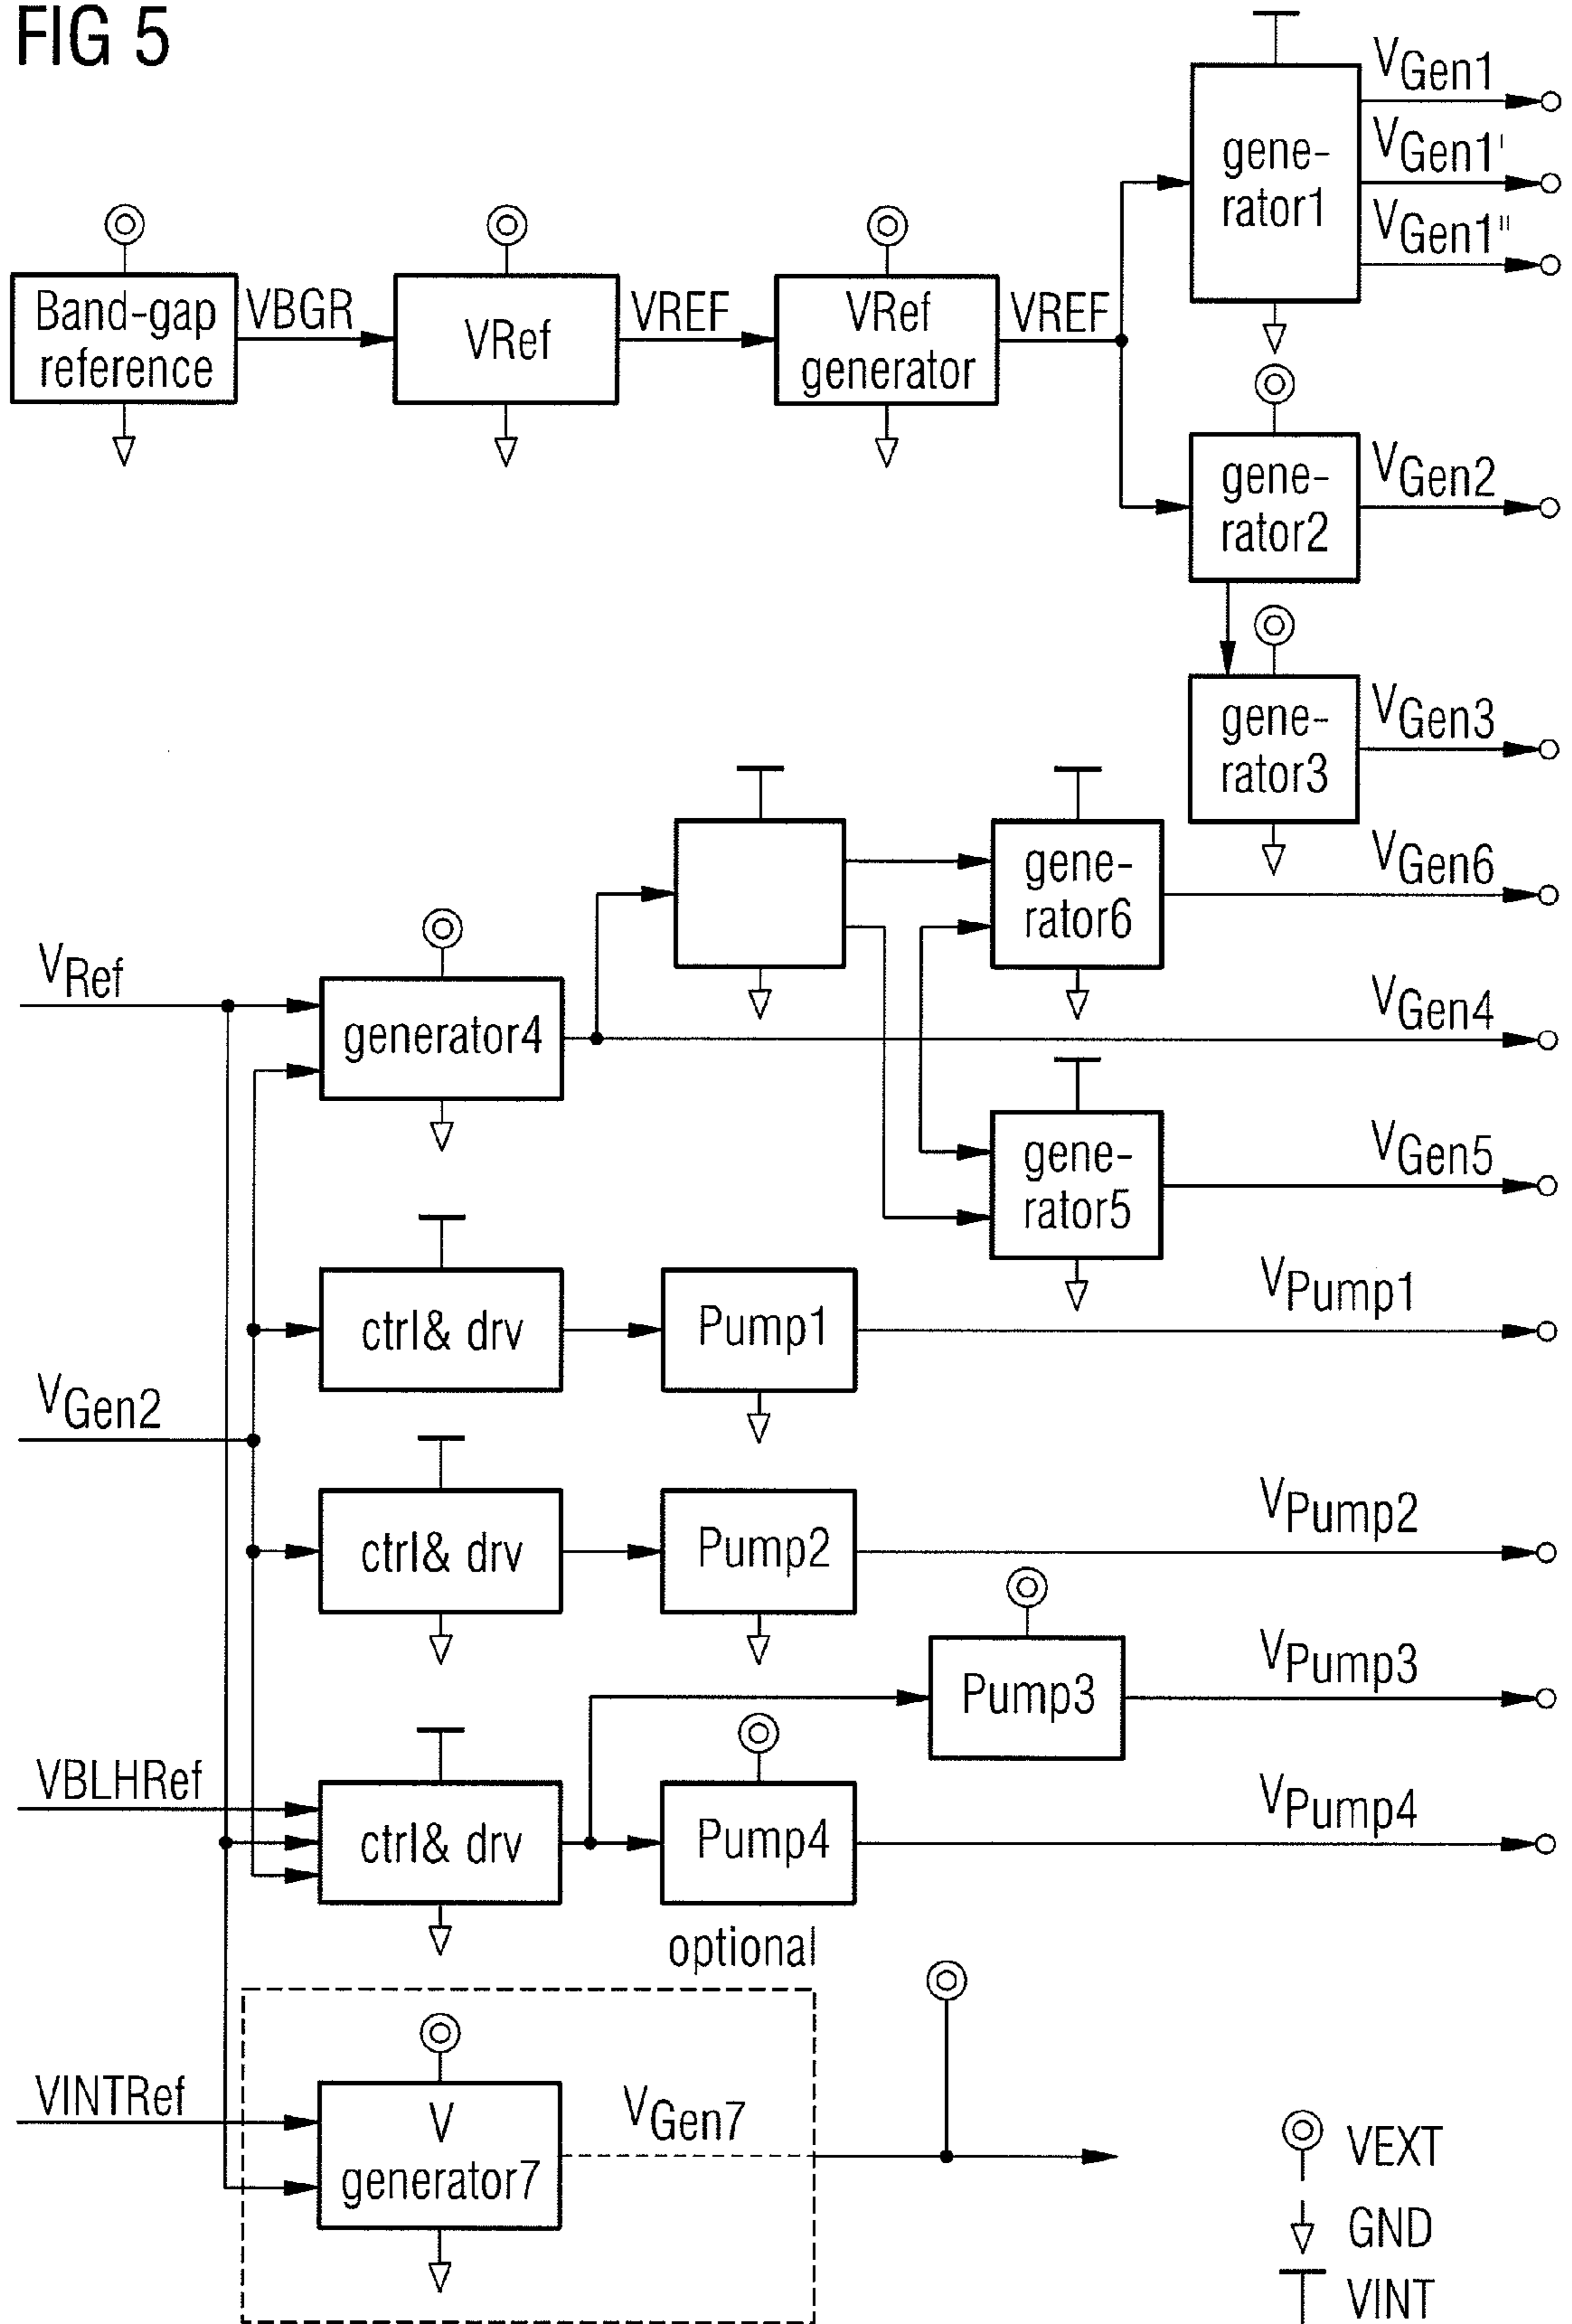 FIG 5
VGen1
VGen1'
VGen1"
gene-
rator1
Band-gap
reference
VBGR
VRef
VREF
VRef
generator
VREF
gene-
rator2
VGen2
gene-
rator3
VGen3
gene-
rator6
VGen6
VRef
generator4
VGen4
gene-
rator5
VGen5
ctrl& drv
Pump1
VPump1
VGen2
ctrl& drv
Pump2
VPump2
Pump3
VPump3
VBLHRef
ctrl& drv
Pump4
VPump4
optional
VINTRef
V
generator7
VGen7
VEXT
GND
VINT